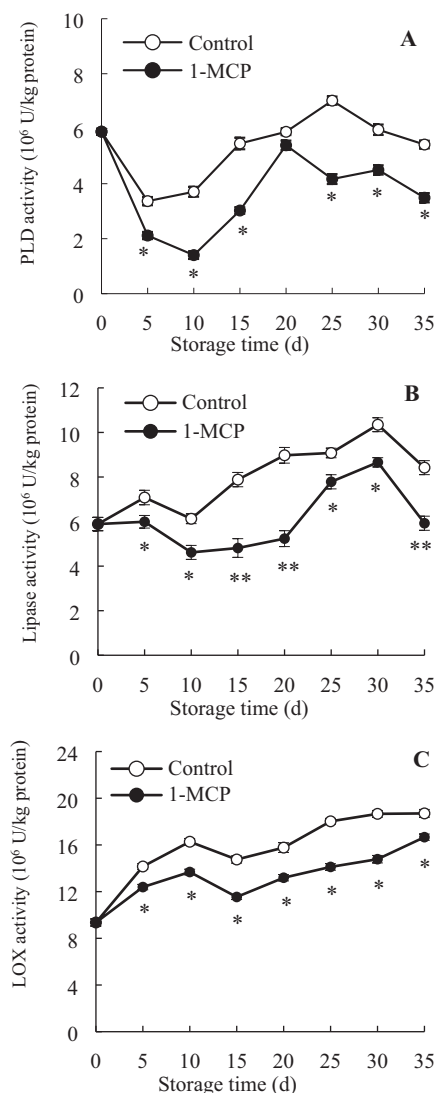 10
Control
A
8
1-MCP
6
4
2
*
*
*
*
*
*
0
0 5 10 15 20 25 30 35
Storage time (d)
PLD activity (10⁶ U/kg protein)
12
Control
B
10
1-MCP
8
6
4
*
*
**
**
*
*
**
2
0
0 5 10 15 20 25 30 35
Storage time (d)
Lipase activity (10⁶ U/kg protein)
24
Control
C
20
1-MCP
16
12
8
*
*
*
*
*
*
*
4
0
0 5 10 15 20 25 30 35
Storage time (d)
LOX activity (10⁶ U/kg protein)